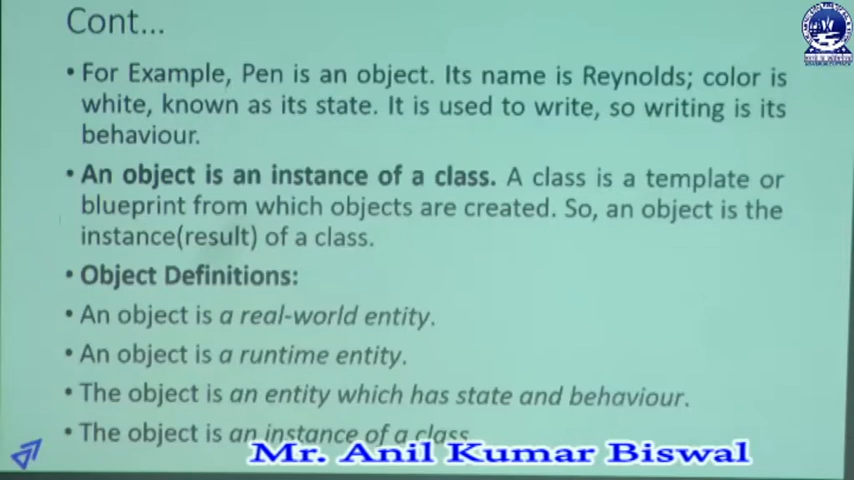 Cont...
• For Example, Pen is an object. Its name is Reynolds; color is
white, known as its state. It is used to write, so writing is its
behaviour.
• An object is an instance of a class. A class is a template or
blueprint from which objects are created. So, an object is the
instance(result) of a class.
• Object Definitions:
• An object is a real-world entity.
• An object is a runtime entity.
• The object is an entity which has state and behaviour.
• The object is an instance of a class.
Mr. Anil Kumar Biswal